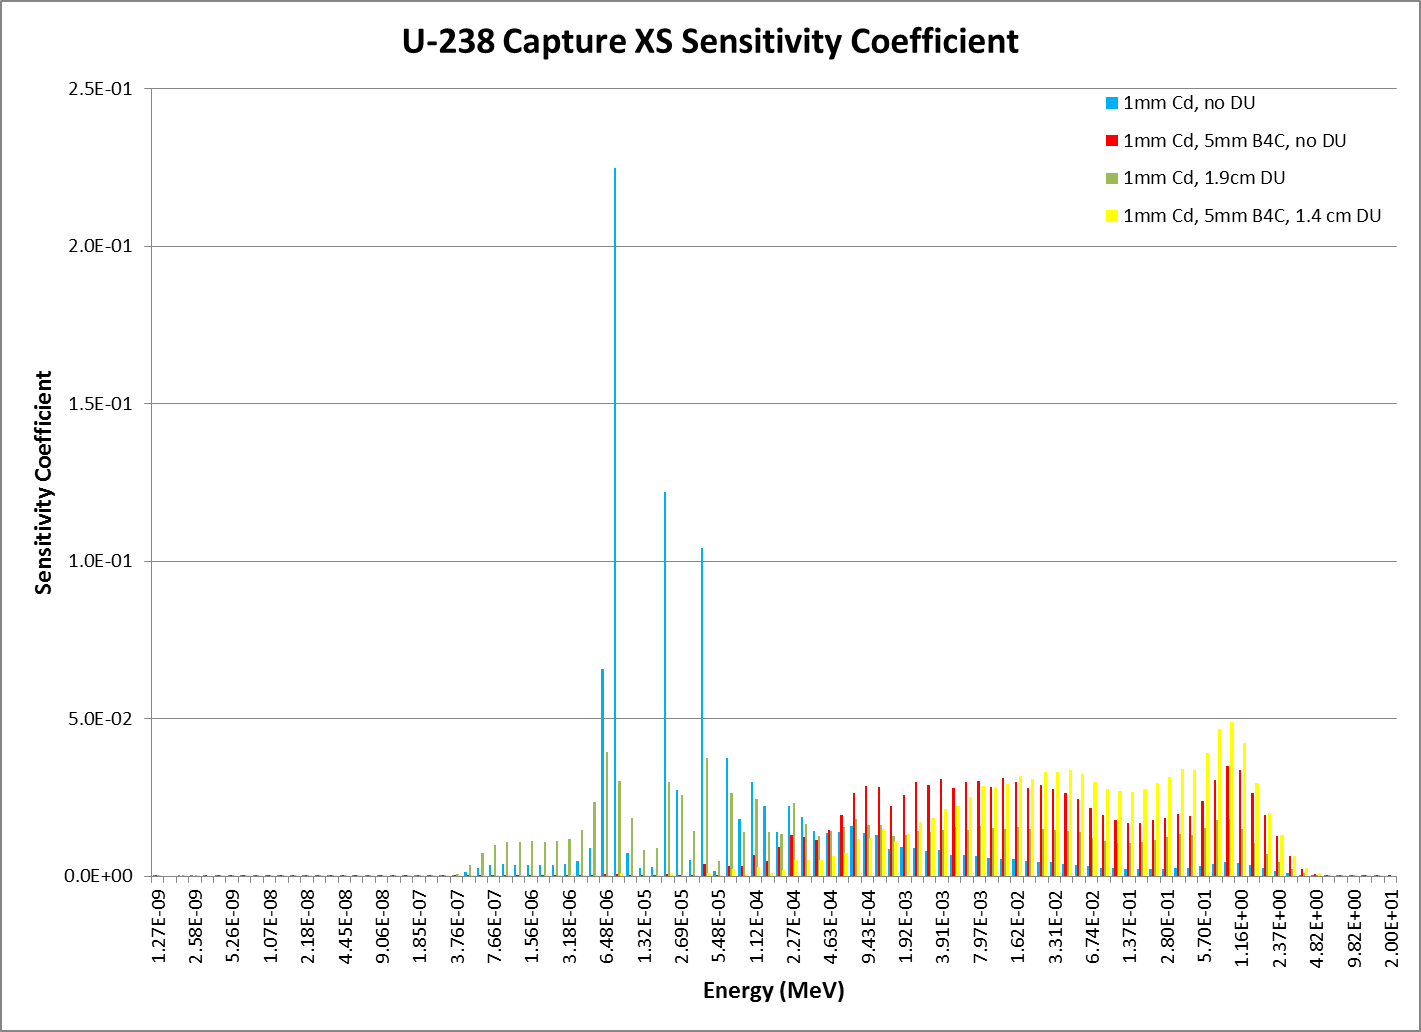 U-238 Capture XS Sensitivity Coefficient
2.5E-01
2.0E-01
1.5E-01
1.0E-01
5.0E-02
0.0E+00
Sensitivity Coefficient
1mm Cd, no DU
1mm Cd, 5mm B4C, no DU
1mm Cd, 1.9cm DU
1mm Cd, 5mm B4C, 1.4 cm DU
1.27E-09
2.58E-09
5.26E-09
1.07E-08
2.18E-08
4.45E-08
9.06E-08
1.85E-07
3.76E-07
7.66E-07
1.56E-06
3.18E-06
6.48E-06
1.32E-05
2.69E-05
5.48E-05
1.12E-04
2.27E-04
4.63E-04
9.43E-04
1.92E-03
3.91E-03
7.97E-03
1.62E-02
3.31E-02
6.74E-02
1.37E-01
2.80E-01
5.70E-01
1.16E+00
2.37E+00
4.82E+00
9.82E+00
2.00E+01
Energy (MeV)